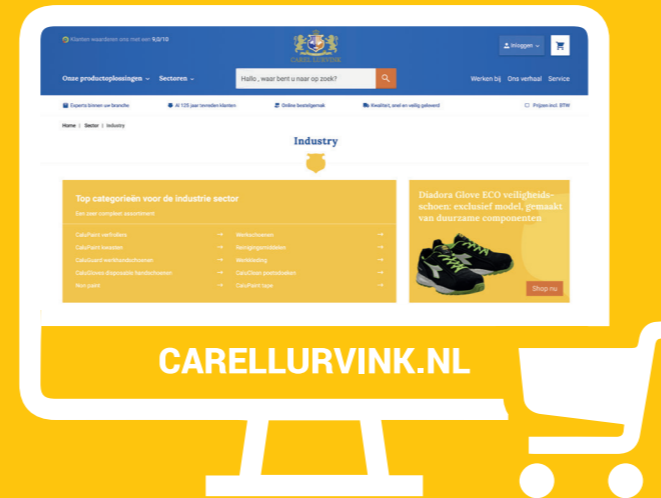 Klanten waarderen ons met een 9,0/10
CAREL LURVINK
Inloggen
Onze productoplossingen
Sectoren
Hallo, waar bent u naar op zoek?
Werken bij Ons verhaal Service
Experts binnen uw branche
Al 125 jaar tevreden klanten
Online bestelgemak
Kwaliteit, snel en veilig geleverd
Prijzen incl. BTW
Home | Sector | Industry
Industry
Top categorieën voor de industrie sector
Een zeer compleet assortiment
CaluPaint verfrollers
CaluPaint kwasten
CaluGuard werkhandschoenen
CaluGlove disposable handschoenen
Non paint
Werkschoenen
Reinigingsmiddelen
Werkkleding
CaluClean poetsdoeken
CaluPaint tape
Diadora Glove ECO veiligheids-
schoen: exclusief model, gemaakt
van duurzame componenten
Shop nu
CARELLURVINK.NL